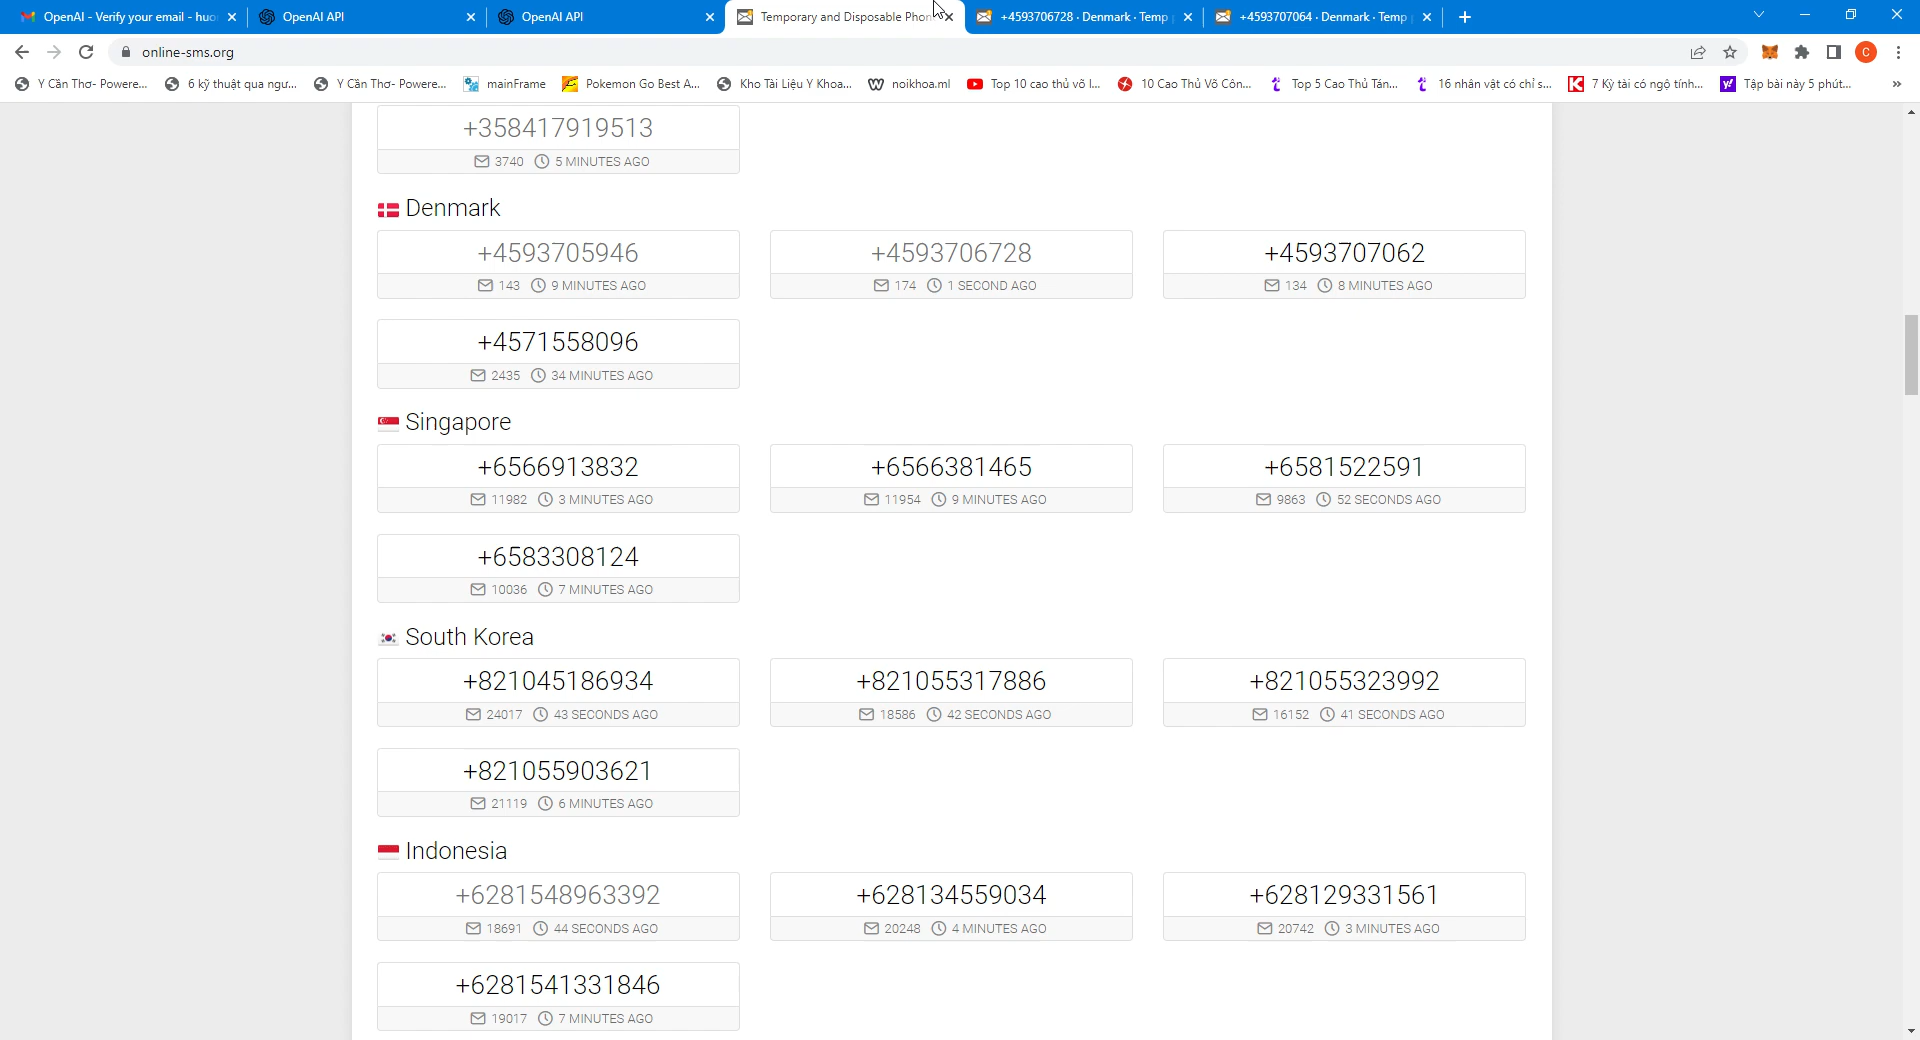 OpenAI - Verify your email - huo
OpenAI API
OpenAI API
Temporary and Disposable Phon
+4593706728 · Denmark · Temp
+4593707064 · Denmark · Temp
online-sms.org
C
Y Cần Thơ- Powere...
6 kỹ thuật qua ngư...
Y Cần Thơ- Powere...
mainFrame
Pokemon Go Best A...
Kho Tài Liệu Y Khoa...
noikhoa.ml
Top 10 cao thủ võ l...
10 Cao Thủ Võ Côn...
Top 5 Cao Thủ Tán...
16 nhân vật có chỉ s...
7 Kỳ tài có ngộ tính...
Tập bài này 5 phút...
»
+358417919513
3740 5 MINUTES AGO
Denmark
+4593705946
+4593706728
+4593707062
143 9 MINUTES AGO
174 1 SECOND AGO
134 8 MINUTES AGO
+4571558096
2435 34 MINUTES AGO
Singapore
+6566913832
+6566381465
+6581522591
11982 3 MINUTES AGO
11954 9 MINUTES AGO
9863 52 SECONDS AGO
+6583308124
10036 7 MINUTES AGO
South Korea
+821045186934
+821055317886
+821055323992
24017 43 SECONDS AGO
18586 42 SECONDS AGO
16152 41 SECONDS AGO
+821055903621
21119 6 MINUTES AGO
Indonesia
+6281548963392
+628134559034
+628129331561
18691 44 SECONDS AGO
20248 4 MINUTES AGO
20742 3 MINUTES AGO
+6281541331846
19017 7 MINUTES AGO